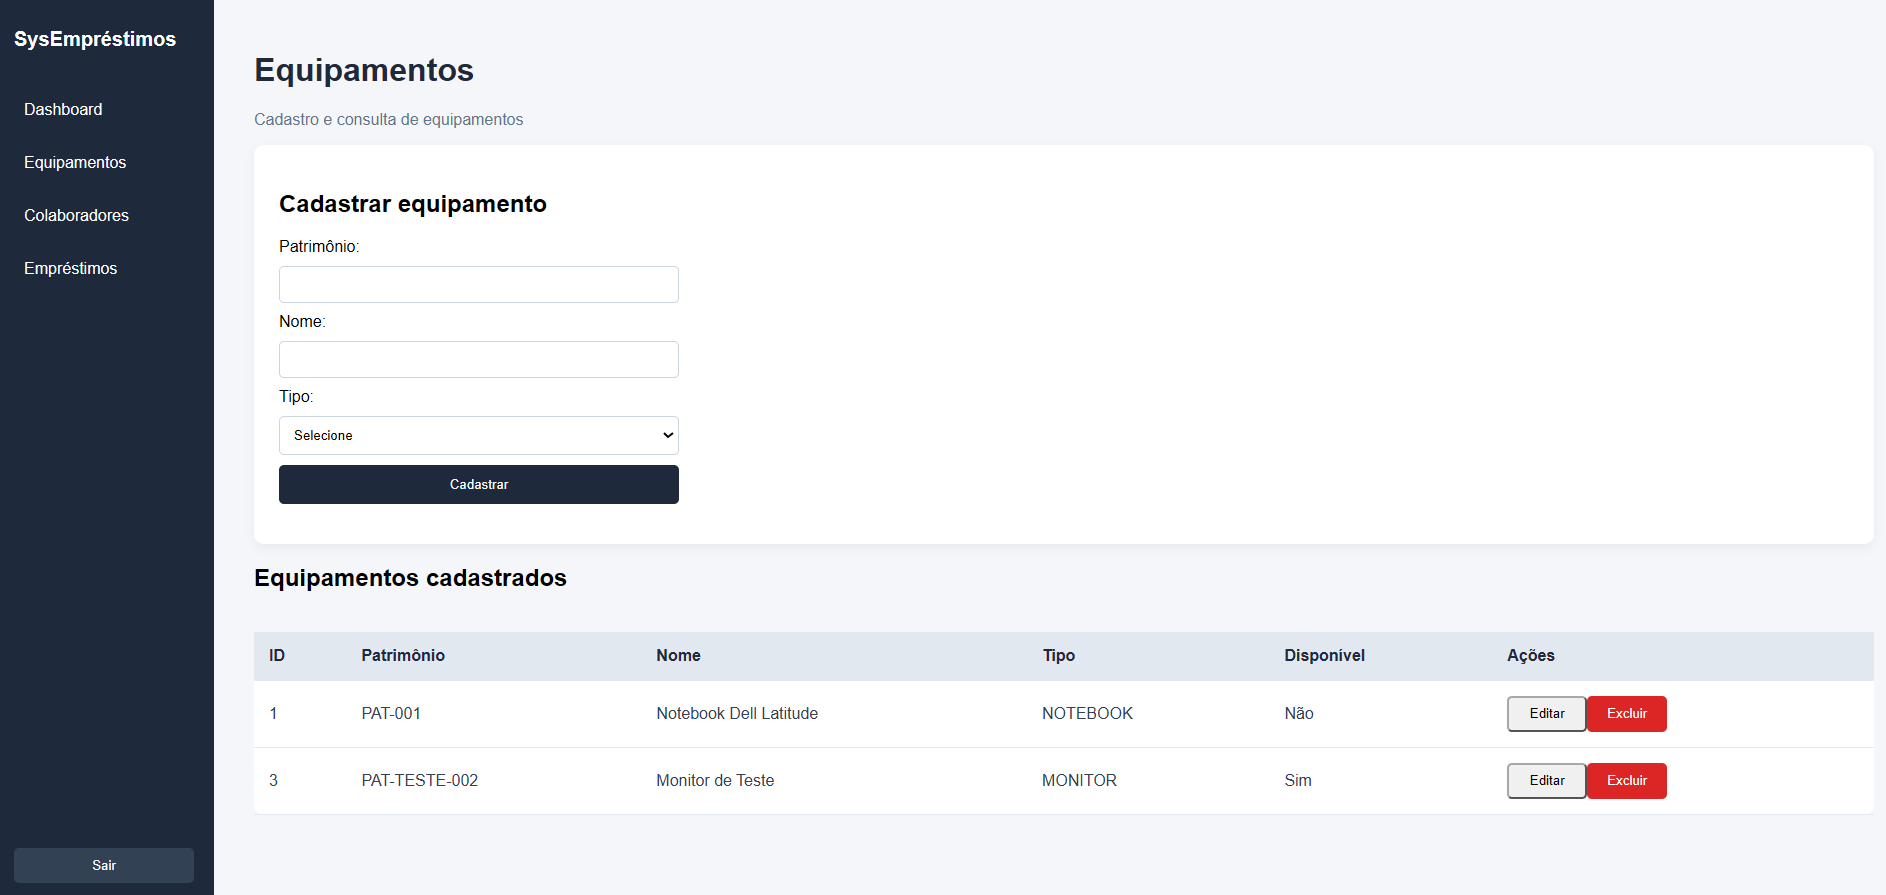 SysEmpréstimos
Dashboard
Equipamentos
Colaboradores
Empréstimos
Sair
Equipamentos
Cadastro e consulta de equipamentos
Cadastrar equipamento
Patrimônio:
Nome:
Tipo:
Selecione
Cadastrar
Equipamentos cadastrados
ID Patrimônio Nome Tipo Disponível Ações
1 PAT-001 Notebook Dell Latitude NOTEBOOK Não Editar Excluir
3 PAT-TESTE-002 Monitor de Teste MONITOR Sim Editar Excluir